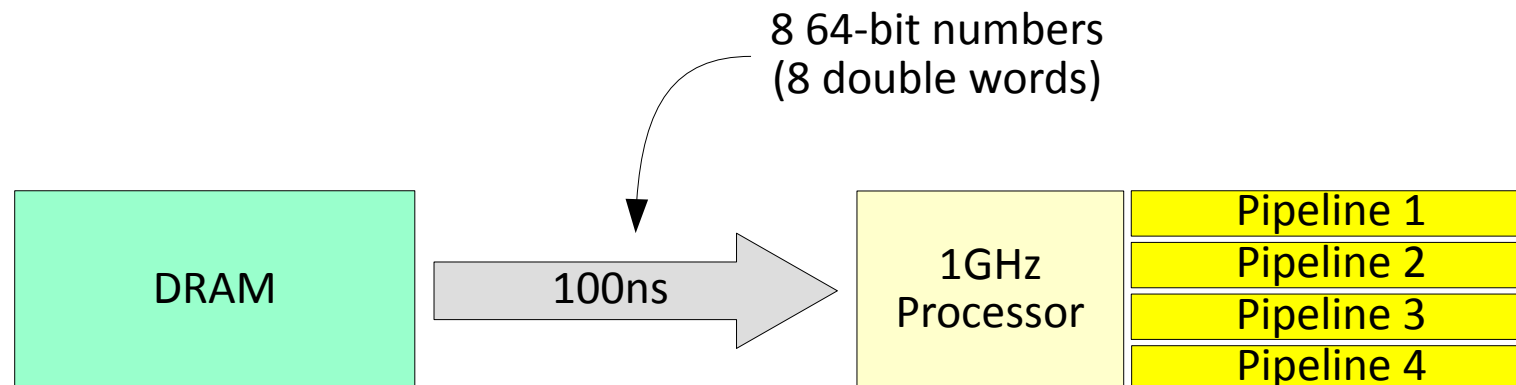 8 64-bit numbers
(8 double words)
DRAM
100ns
1GHz
Processor
Pipeline 1
Pipeline 2
Pipeline 3
Pipeline 4